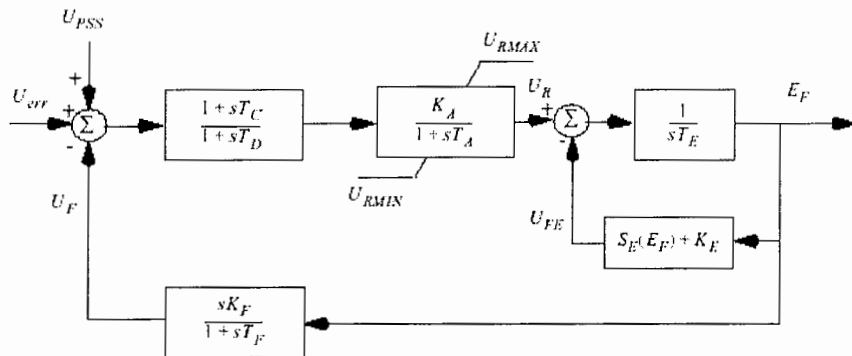 U_PSS
+
U_err
+
Σ
-
U_F
1 + sT_C
1 + sT_D
U_RMAX
K_A
1 + sT_A
U_RMIN
U_R
+
Σ
-
U_FE
1
sT_E
E_F
S_E(E_F) + K_E
sK_F
1 + sT_F